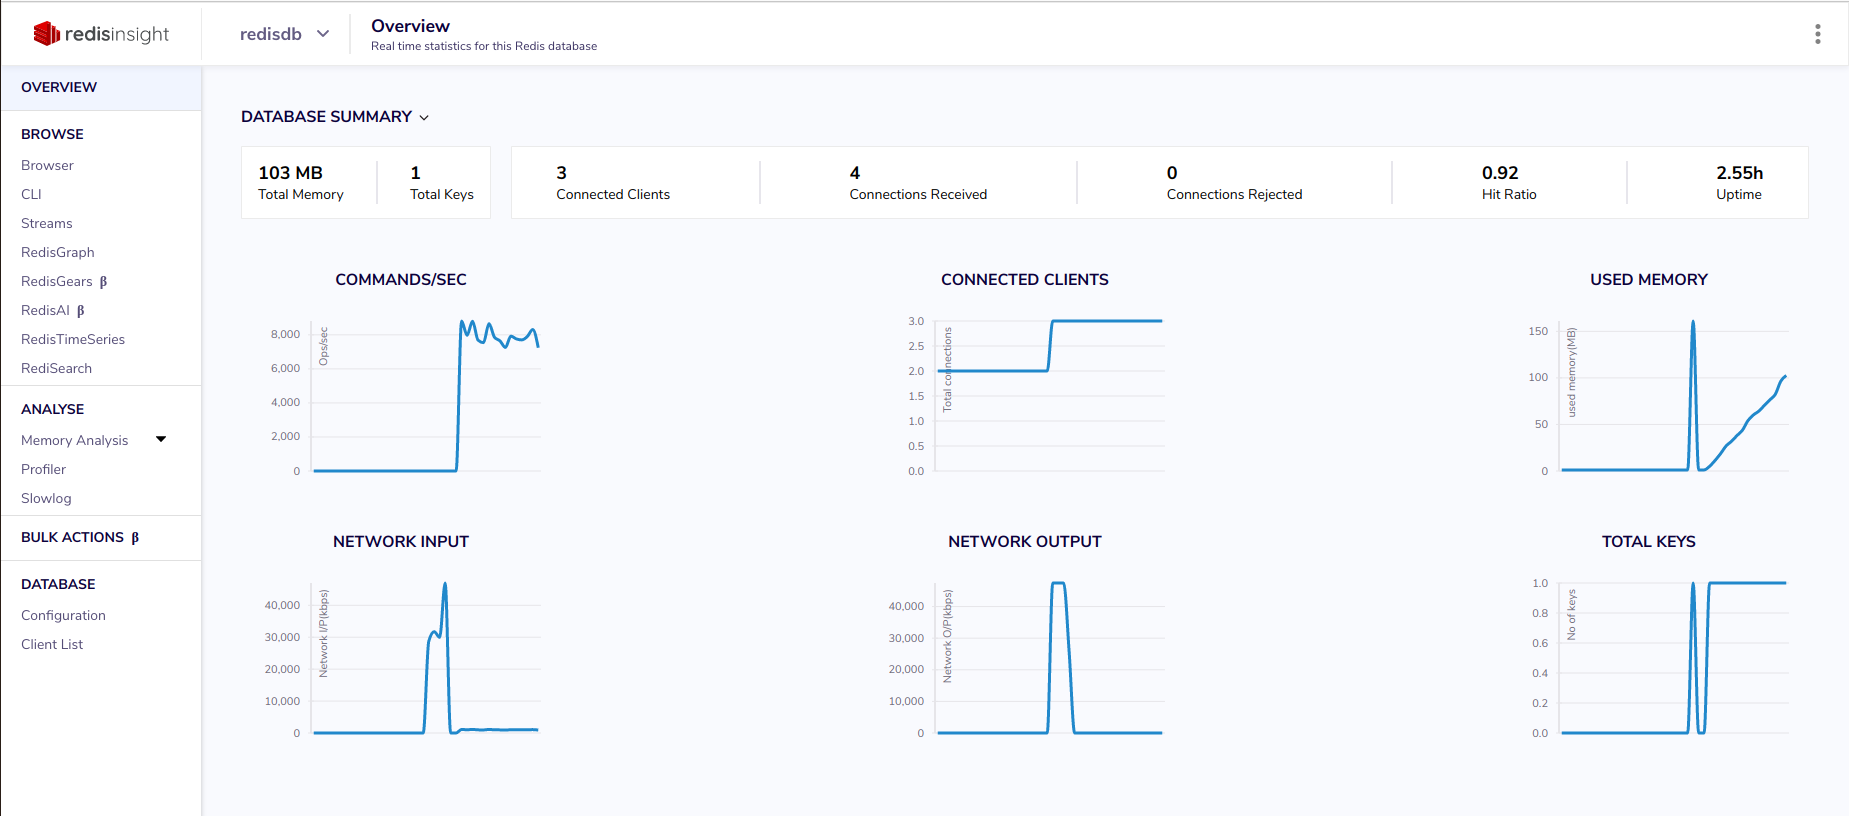 redisinsight
redisdb
Overview
Real time statistics for this Redis database
OVERVIEW
BROWSE
Browser
CLI
Streams
RedisGraph
RedisGears β
RedisAI β
RedisTimeSeries
RediSearch
ANALYSE
Memory Analysis
Profiler
Slowlog
BULK ACTIONS β
DATABASE
Configuration
Client List
DATABASE SUMMARY
103 MB
Total Memory
1
Total Keys
3
Connected Clients
4
Connections Received
0
Connections Rejected
0.92
Hit Ratio
2.55h
Uptime
COMMANDS/SEC
Ops/sec
8,000
6,000
4,000
2,000
0
CONNECTED CLIENTS
Total connections
3.0
2.5
2.0
1.5
1.0
0.5
0.0
USED MEMORY
used memory(MB)
150
100
50
0
NETWORK INPUT
Network I/P(kbps)
40,000
30,000
20,000
10,000
0
NETWORK OUTPUT
Network O/P(kbps)
40,000
30,000
20,000
10,000
0
TOTAL KEYS
No of keys
1.0
0.8
0.6
0.4
0.2
0.0